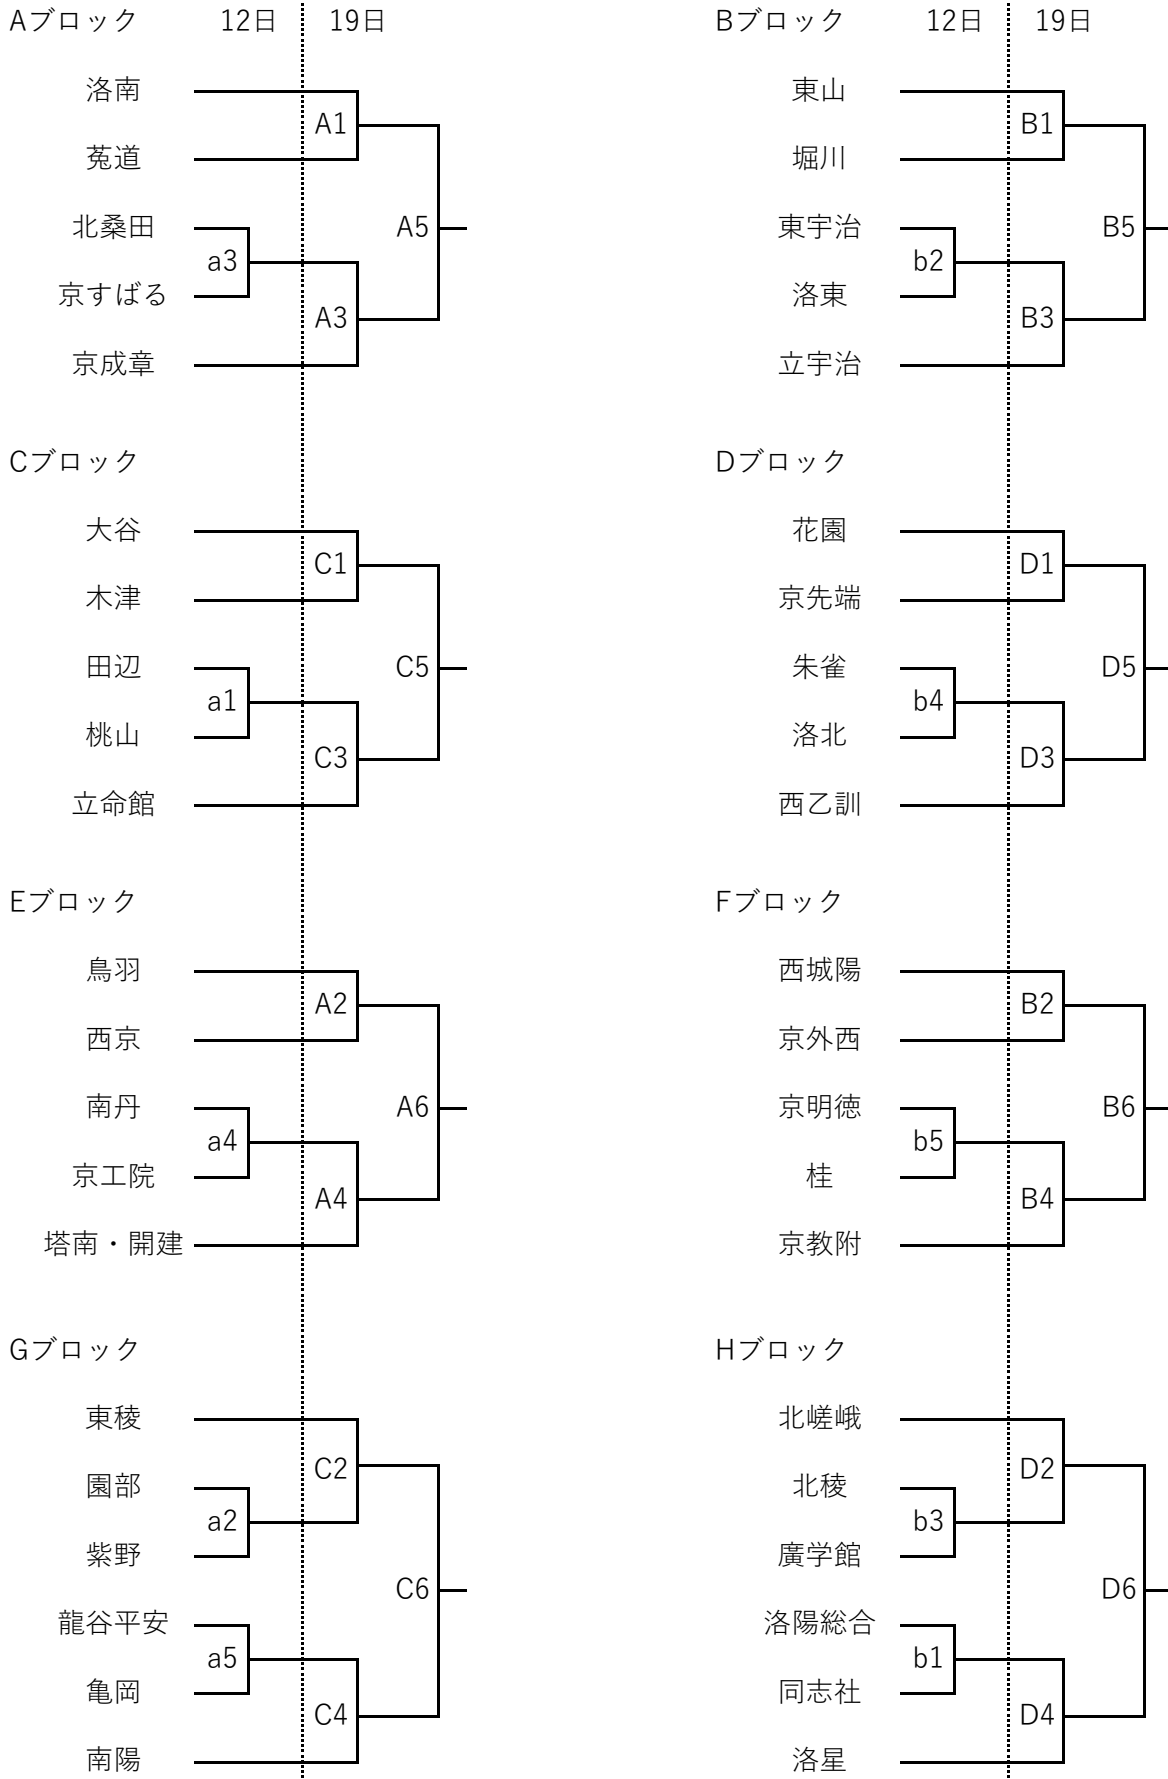 Aブロック 12日 19日
洛南
A1
菟道
北桑田
A5
a3
京すばる
A3
京成章
Bブロック 12日 19日
東山
B1
堀川
東宇治
B5
b2
洛東
B3
立宇治
Cブロック
大谷
C1
木津
田辺
C5
a1
桃山
C3
立命館
Dブロック
花園
D1
京先端
朱雀
D5
b4
洛北
D3
西乙訓
Eブロック
鳥羽
A2
西京
南丹
A6
a4
京工院
A4
塔南・開建
Fブロック
西城陽
B2
京外西
京明徳
B6
b5
桂
B4
京教附
Gブロック
東稜
C2
園部
a2
紫野
C6
龍谷平安
a5
亀岡
C4
南陽
Hブロック
北嵯峨
D2
北稜
b3
廣学館
D6
洛陽総合
b1
同志社
D4
洛星